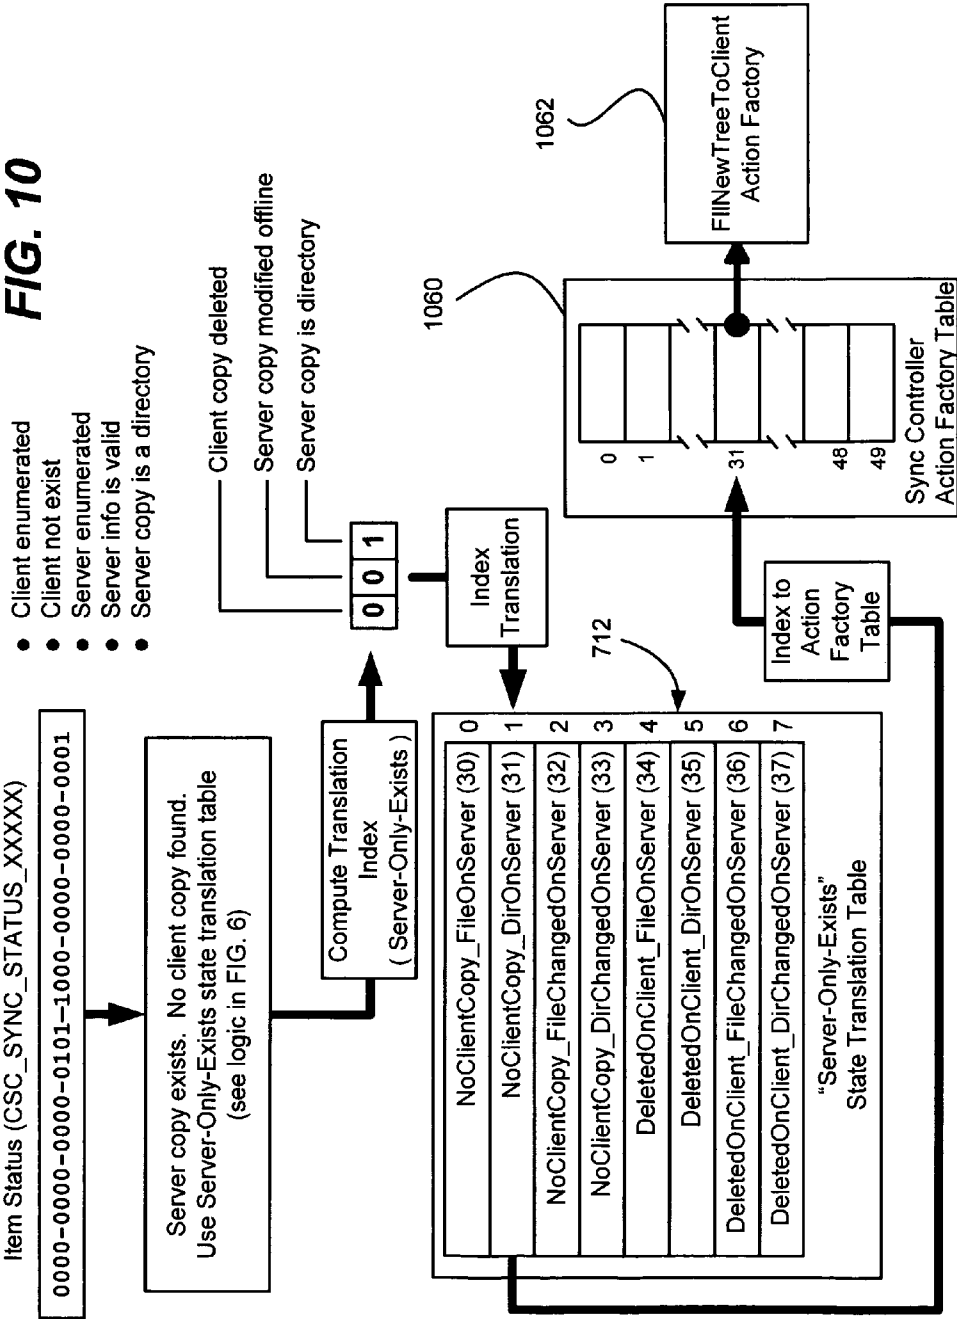 FIG. 10
Item Status (CSC_SYNC_STATUS_XXXXX)
0000-0000-0000-0101-1000-0000-0000-0001
● Client enumerated
● Client not exist
● Server enumerated
● Server info is valid
● Server copy is a directory
Server copy exists. No client copy found.
Use Server-Only-Exists state translation table
(see logic in FIG. 6)
Compute Translation
Index
( Server-Only-Exists )
0 0 1
Client copy deleted
Server copy modified offline
Server copy is directory
Index
Translation
712
NoClientCopy_FileOnServer (30) 0
NoClientCopy_DirOnServer (31) 1
NoClientCopy_FileChangedOnServer (32) 2
NoClientCopy_DirChangedOnServer (33) 3
DeletedOnClient_FileOnServer (34) 4
DeletedOnClient_DirOnServer (35) 5
DeletedOnClient_FileChangedOnServer (36) 6
DeletedOnClient_DirChangedOnServer (37) 7
“Server-Only-Exists”
State Translation Table
Index to
Action
Factory
Table
1060
0
1
31
48
49
Sync Controller
Action Factory Table
1062
FllNewTreeToClient
Action Factory